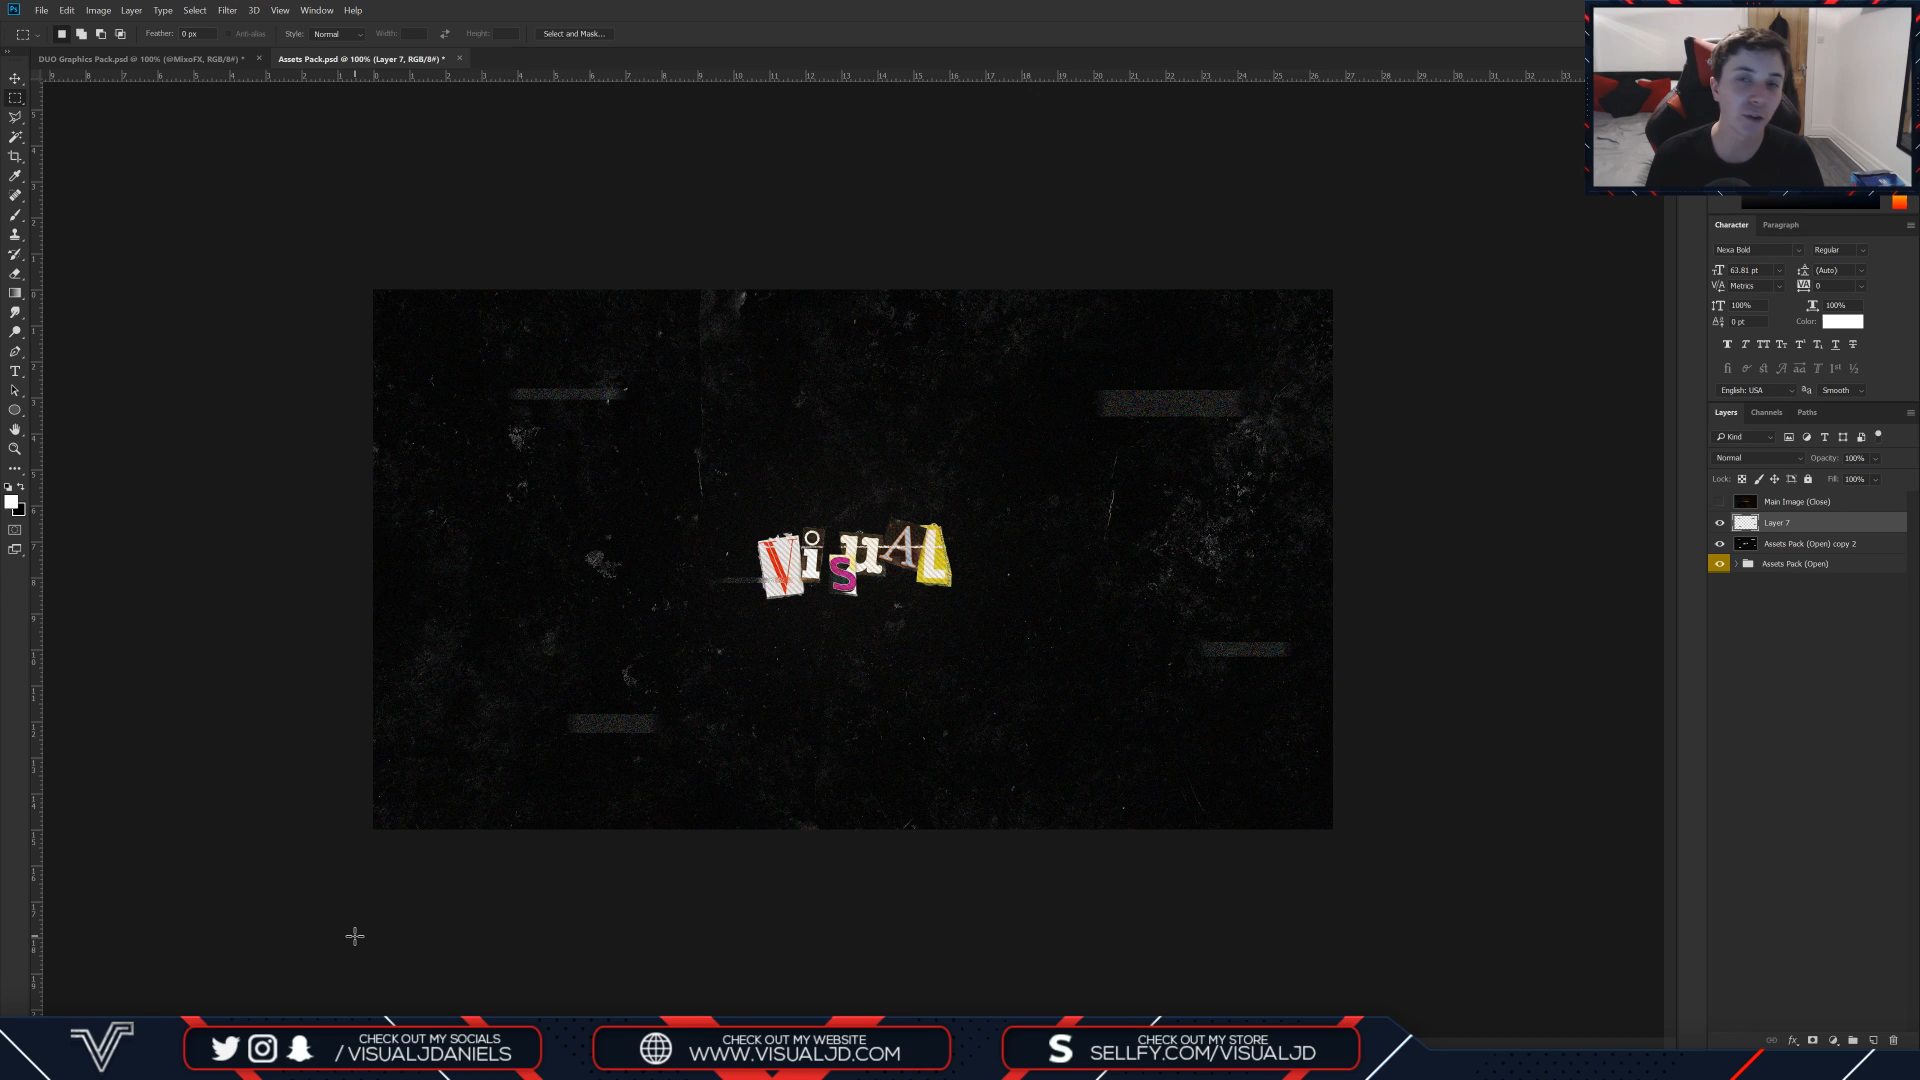 Ps File Edit Image Layer Type Select Filter 3D View Window Help
Feather: 0 px Anti-alias Style: Normal Width: Height: Select and Mask...
DUO Graphics Pack.psd @ 100% (@MixoFX, RGB/8#) * × Assets Pack.psd @ 100% (Layer 7, RGB/8#) * ×
Visual
Character Paragraph
Nexa Bold Regular
63.81 pt (Auto)
Metrics 0
100% 100%
0 pt Color:
English: USA Smooth
Layers Channels Paths
Kind
Normal Opacity: 100%
Lock: Fill: 100%
Main Image (Close)
Layer 7
Assets Pack (Open) copy 2
Assets Pack (Open)
CHECK OUT MY SOCIALS
/ VISUALJDANIELS
CHECK OUT MY WEBSITE
WWW.VISUALJD.COM
CHECK OUT MY STORE
SELLFY.COM/VISUALJD